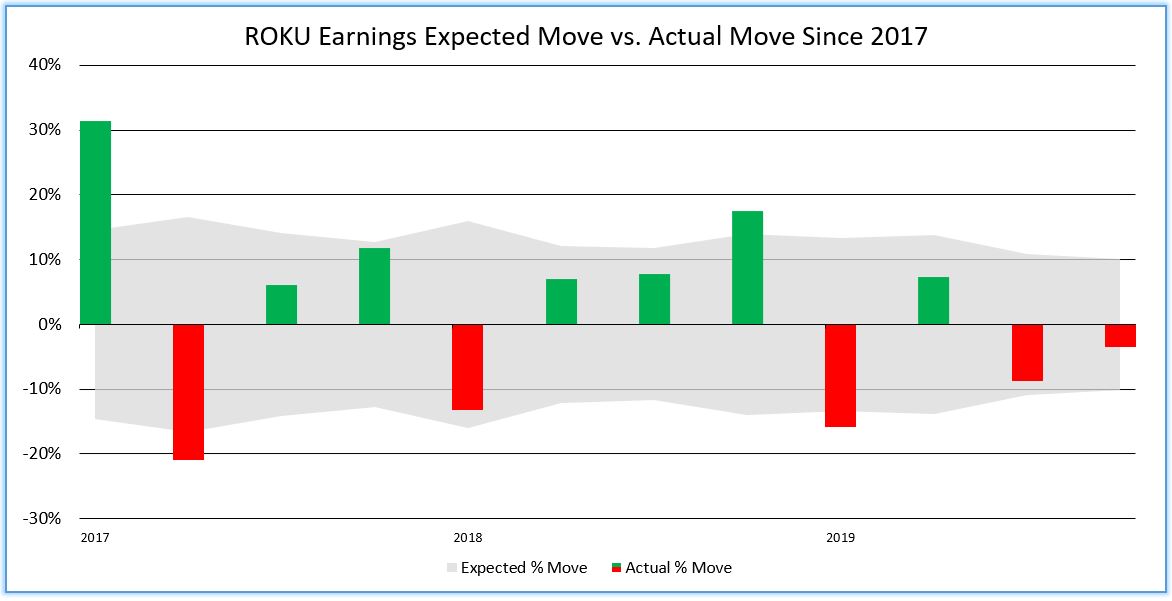 ROKU Earnings Expected Move vs. Actual Move Since 2017
40%
30%
20%
10%
0%
-10%
-20%
-30%
2017 2018 2019
Expected % Move Actual % Move